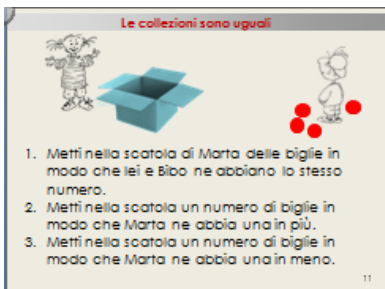 Le collezioni sono uguali
1. Metti nella scatola di Marta delle biglie in
modo che lei e Bibo ne abbiano lo stesso
numero.
2. Metti nella scatola un numero di biglie in
modo che Marta ne abbia una in più.
3. Metti nella scatola un numero di biglie in
modo che Marta ne abbia una in meno.
11